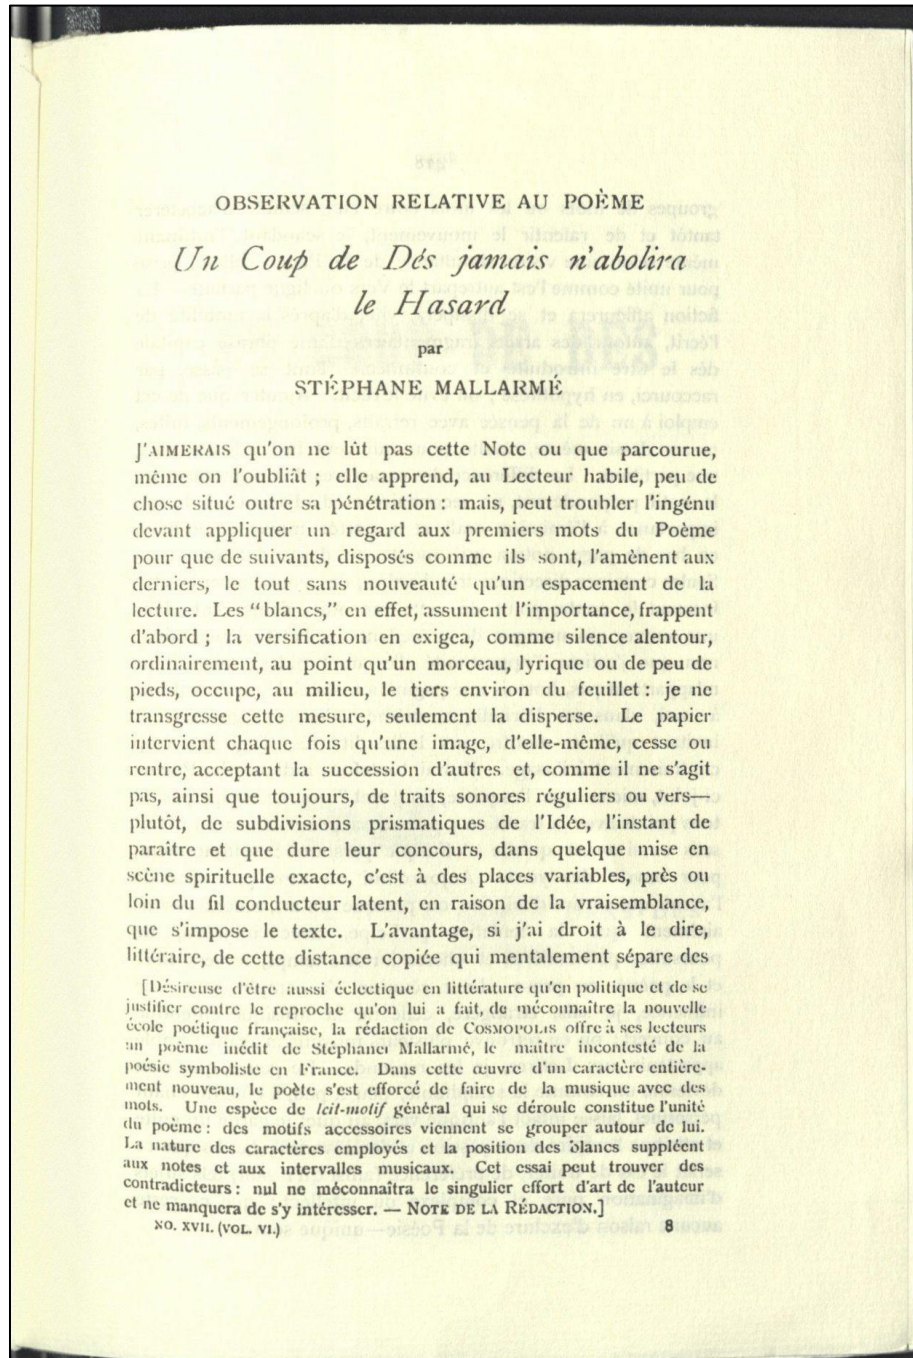 OBSERVATION RELATIVE AU POÈME
Un Coup de Dés jamais n'abolira
le Hasard
par
STÉPHANE MALLARMÉ
J'AIMERAIS qu'on ne lût pas cette Note ou que parcourue,
même on l'oubliât ; elle apprend, au Lecteur habile, peu de
chose situé outre sa pénétration : mais, peut troubler l'ingénu
devant appliquer un regard aux premiers mots du Poème
pour que de suivants, disposés comme ils sont, l'amènent aux
derniers, le tout sans nouveauté qu'un espacement de la
lecture. Les "blancs," en effet, assument l'importance, frappent
d'abord ; la versification en exigea, comme silence alentour,
ordinairement, au point qu'un morceau, lyrique ou de peu de
pieds, occupe, au milieu, le tiers environ du feuillet : je ne
transgresse cette mesure, seulement la disperse. Le papier
intervient chaque fois qu'une image, d'elle-même, cesse ou
rentre, acceptant la succession d'autres et, comme il ne s'agit
pas, ainsi que toujours, de traits sonores réguliers ou vers—
plutôt, de subdivisions prismatiques de l'Idée, l'instant de
paraître et que dure leur concours, dans quelque mise en
scène spirituelle exacte, c'est à des places variables, près ou
loin du fil conducteur latent, en raison de la vraisemblance,
que s'impose le texte. L'avantage, si j'ai droit à le dire,
littéraire, de cette distance copiée qui mentalement sépare des
[Désireuse d'être aussi éclectique en littérature qu'en politique et de se
justifier contre le reproche qu'on lui a fait, de méconnaître la nouvelle
école poétique française, la rédaction de COSMOPOLIS offre à ses lecteurs
un poème inédit de Stéphane Mallarmé, le maître incontesté de la
poésie symboliste en France. Dans cette œuvre d'un caractère entière-
ment nouveau, le poète s'est efforcé de faire de la musique avec des
mots. Une espèce de leit-motif général qui se déroule constitue l'unité
du poème : des motifs accessoires viennent se grouper autour de lui.
La nature des caractères employés et la position des blancs suppléent
aux notes et aux intervalles musicaux. Cet essai peut trouver des
contradicteurs : nul ne méconnaîtra le singulier effort d'art de l'auteur
et ne manquera de s'y intéresser. — NOTE DE LA RÉDACTION.]
NO. XVII. (VOL. VI.) 8